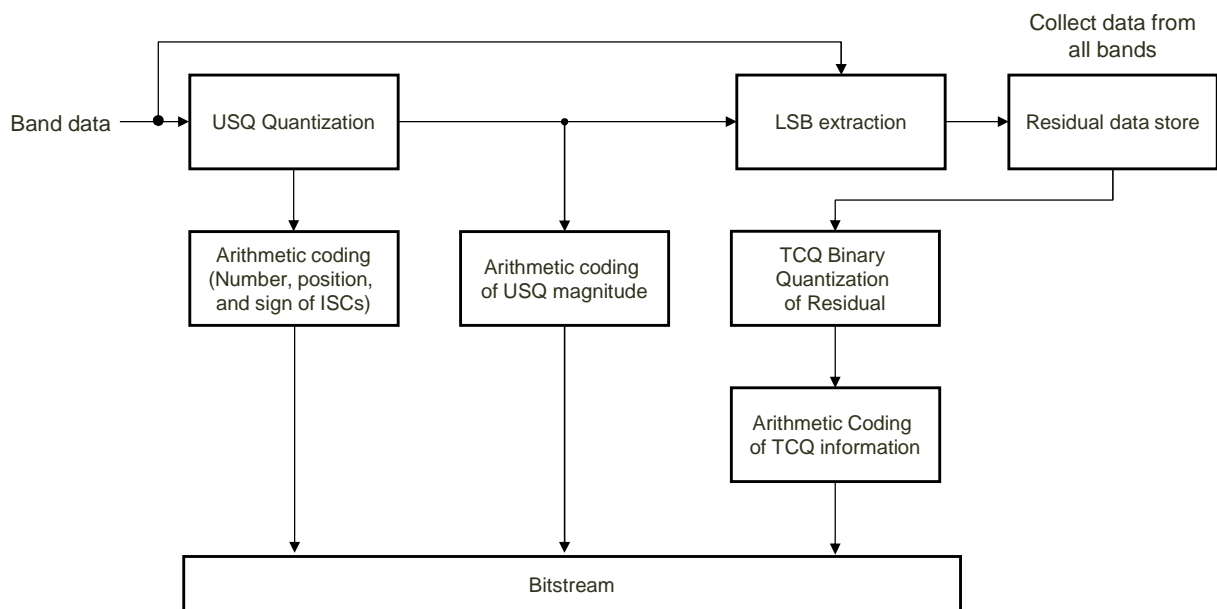 Collect data from
all bands
Band data
USQ Quantization
LSB extraction
Residual data store
Arithmetic coding
(Number, position,
and sign of ISCs)
Arithmetic coding
of USQ magnitude
TCQ Binary
Quantization
of Residual
Arithmetic Coding
of TCQ information
Bitstream